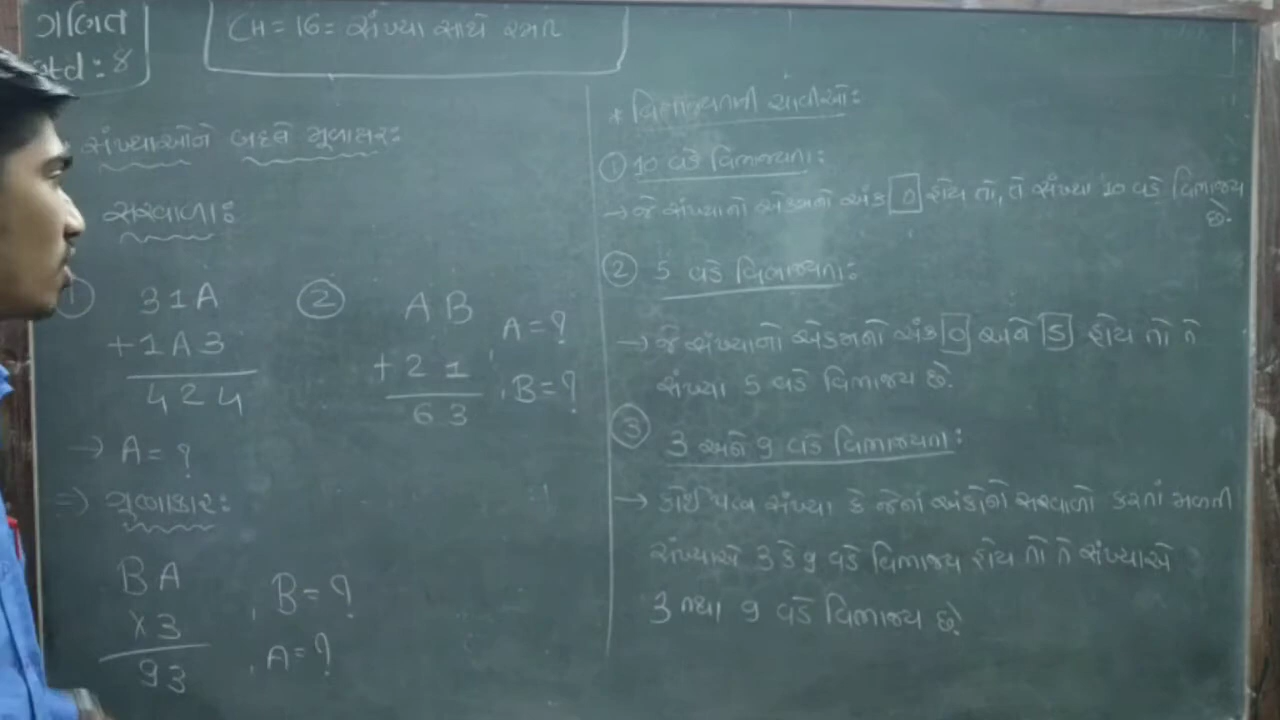 ગણિત
std: 8
CH = 16 = સંખ્યા સાથે રમત
સંખ્યાઓને બદલે મૂળાક્ષર:
સરવાળા:
① 31A
+1A3
424
→ A = ?
② AB
+21
63
A = ?
B = ?
⇒ ગુણાકાર:
BA
X3
93
, B = ?
, A = ?
* વિભાજ્યતાની ચાવીઓ:
① 10 વડે વિભાજ્યતા:
→ જે સંખ્યાનો એકમનો અંક 0 હોય તો, તે સંખ્યા 10 વડે વિભાજ્ય
છે.
② 5 વડે વિભાજ્યતા:
→ જે સંખ્યાનો એકમનો અંક 0 અને 5 હોય તો તે
સંખ્યા 5 વડે વિભાજ્ય છે.
③ 3 અને 9 વડે વિભાજ્યતા:
→ કોઈ પણ સંખ્યા કે જેનાં અંકોનો સરવાળો કરતાં મળતી
સંખ્યાએ 3 કે 9 વડે વિભાજ્ય હોય તો તે સંખ્યાએ
3 તથા 9 વડે વિભાજ્ય છે.